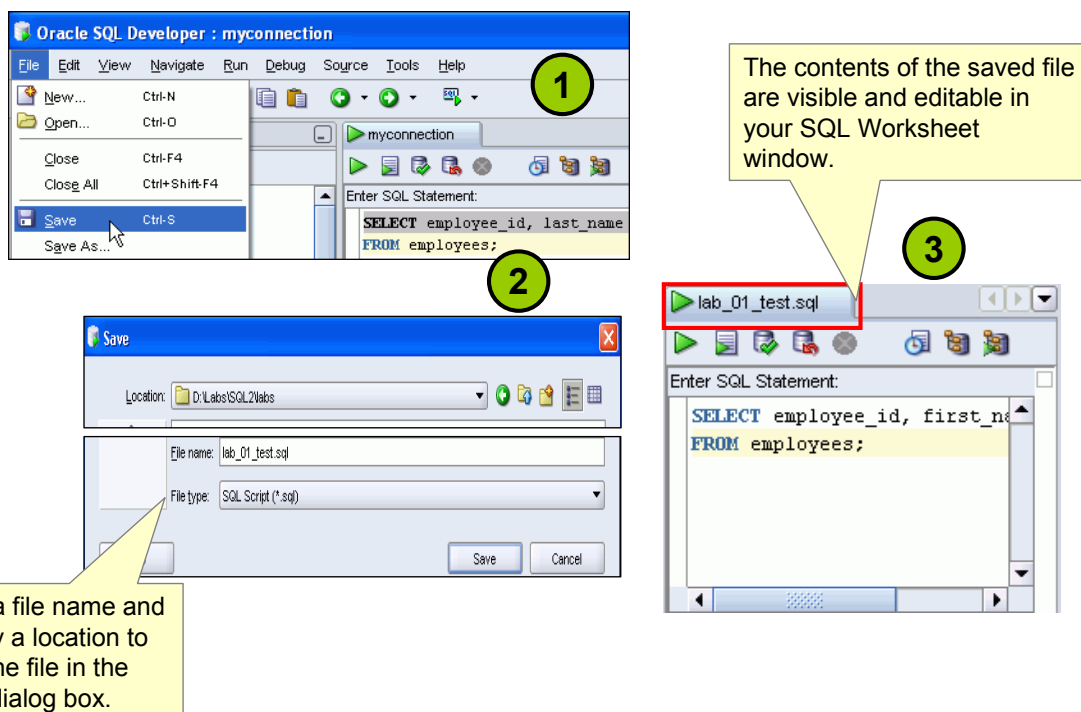 Oracle SQL Developer : myconnection
File Edit View Navigate Run Debug Source Tools Help
New... Ctrl-N
Open... Ctrl-O
Close Ctrl-F4
Close All Ctrl+Shift-F4
Save Ctrl-S
Save As...
myconnection
Enter SQL Statement:
SELECT employee_id, last_name
FROM employees;
1
2
Save
Location: D:\Labs\SQL2\labs
File name: lab_01_test.sql
File type: SQL Script (*.sql)
Save Cancel
a file name and
a location to
file in the
dialog box.
The contents of the saved file
are visible and editable in
your SQL Worksheet
window.
3
lab_01_test.sql
Enter SQL Statement:
SELECT employee_id, first_na
FROM employees;